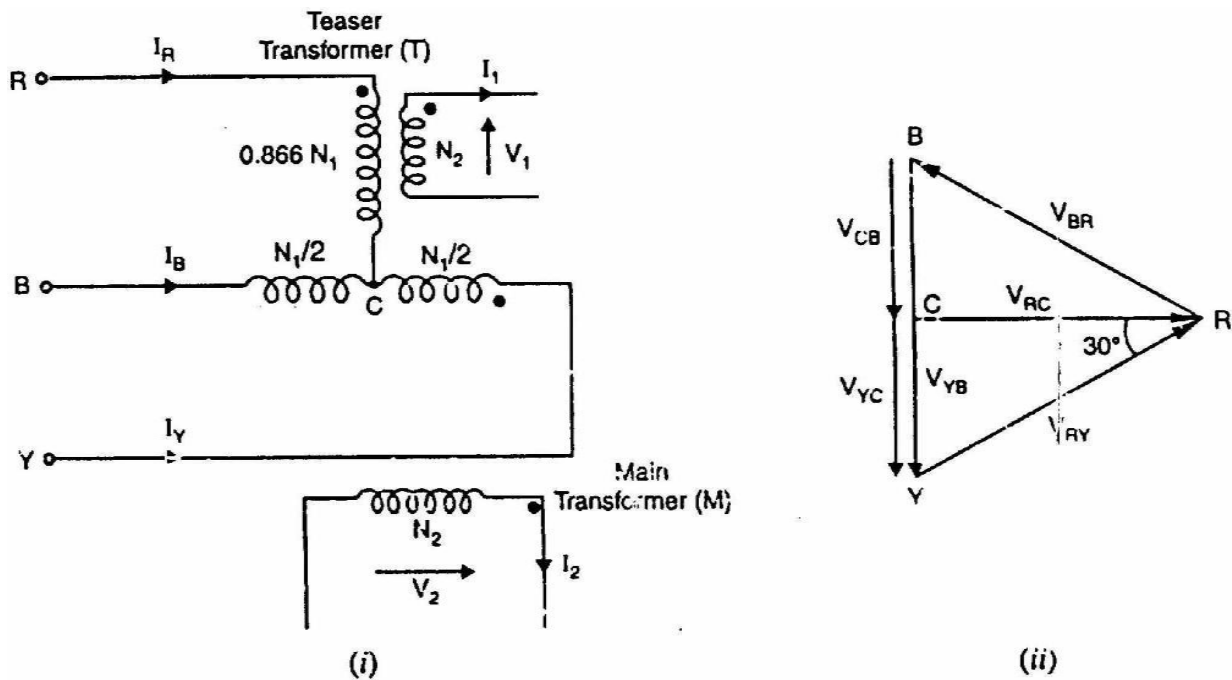 Teaser
Transformer (T)
R
I_R
I_1
0.866 N_1
N_2
V_1
B
I_B
N_1/2
N_1/2
C
Y
I_Y
Main
Transformer (M)
N_2
V_2
I_2
(i)
B
V_BR
V_CB
C
V_RC
R
30°
V_YC
V_YB
V_RY
Y
(ii)